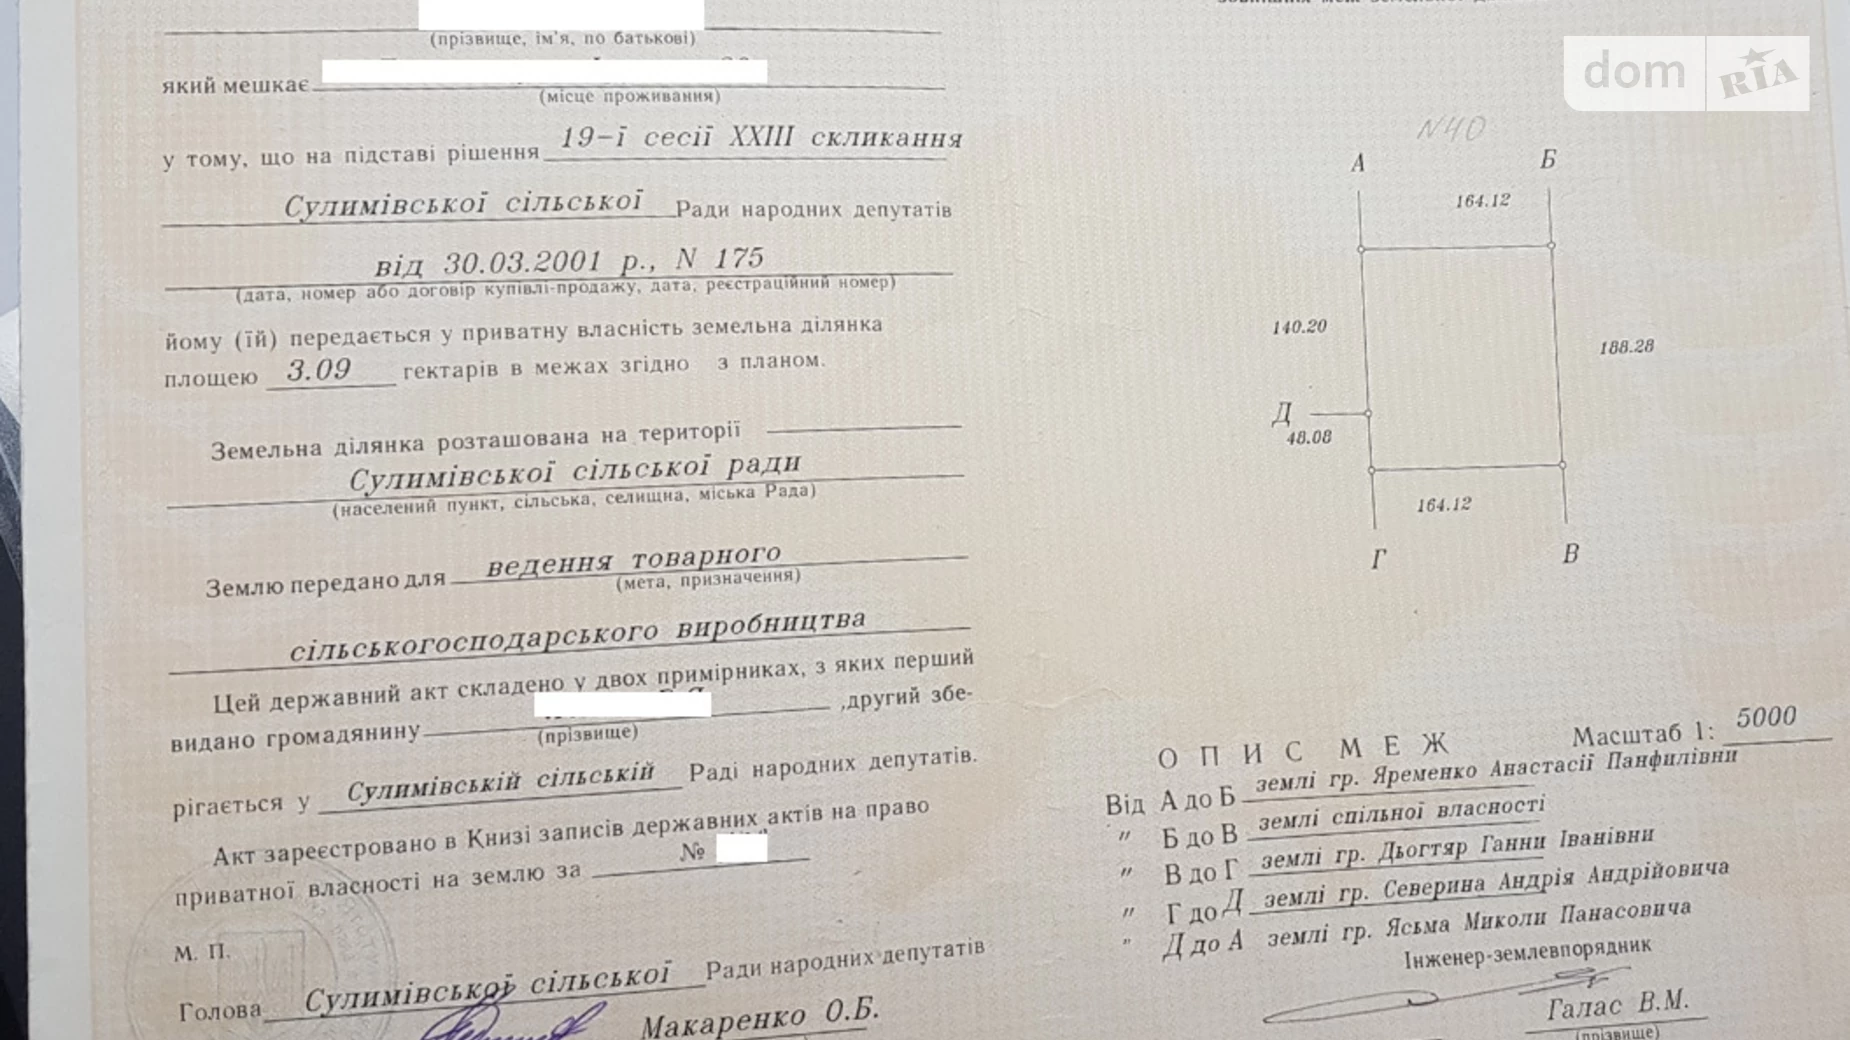 (прізвище, ім'я, по батькові)
який мешкає
(місце проживання)
у тому, що на підставі рішення 19-ї сесії XXIII скликання
Сулимівської сільської Ради народних депутатів
від 30.03.2001 р., N 175
(дата, номер або договір купівлі-продажу, дата, реєстраційний номер)
йому (їй) передається у приватну власність земельна ділянка
площею 3.09 гектарів в межах згідно з планом.
Земельна ділянка розташована на території
Сулимівської сільської ради
(населений пункт, сільська, селищна, міська Рада)
Землю передано для ведення товарного
(мета, призначення)
сільськогосподарського виробництва
Цей державний акт складено у двох примірниках, з яких перший
видано громадянину ,другий збе-
(прізвище)
рігається у Сулимівській сільській Раді народних депутатів.
Акт зареєстровано в Книзі записів державних актів на право
приватної власності на землю за №
М. П.
Голова Сулимівської сільської Ради народних депутатів
Макаренко О.Б.
dom RIA
N40
А Б
164.12
140.20
188.28
Д
48.08
164.12
Г В
Масштаб 1: 5000
ОПИС МЕЖ
Від А до Б землі гр. Яременко Анастасії Панфилівни
" Б до В землі спільної власності
" В до Г землі гр. Дьогтяр Ганни Іванівни
" Г до Д землі гр. Северина Андрія Андрійовича
" Д до А землі гр. Ясьма Миколи Панасовича
Інженер-землевпорядник
Галас В.М.
(прізвище)